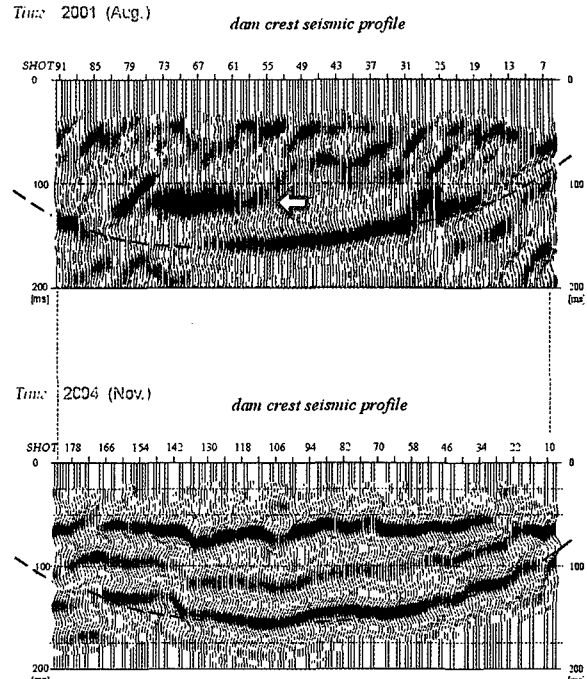 Time 2001 (Aug.)
dam crest seismic profile
SHOT 91 85 79 73 67 61 55 49 43 37 31 25 19 13 7
0 0
100 100
200 200
[ms] [ms]
Time 2004 (Nov.)
dam crest seismic profile
SHOT 178 166 154 142 130 118 106 94 82 70 58 46 34 22 10
0 0
100 100
200 200
[ms] [ms]